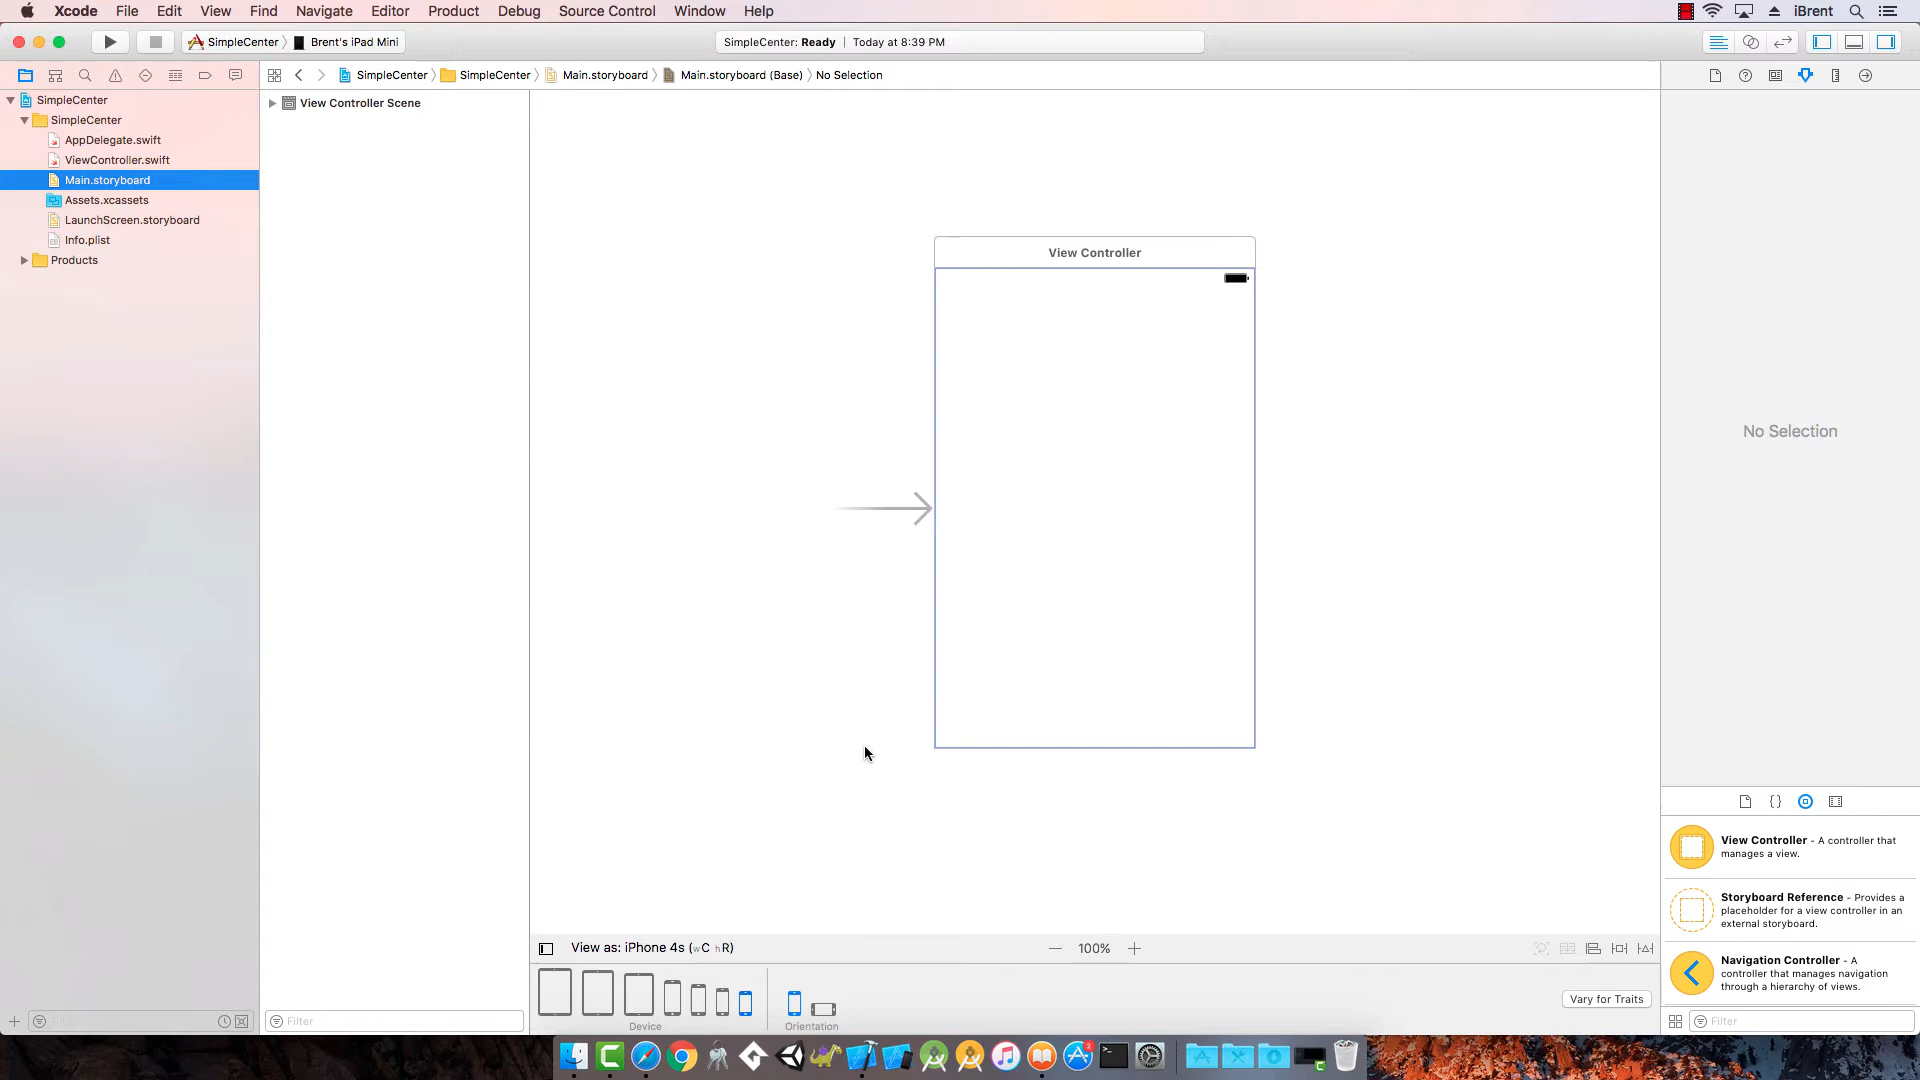 Xcode File Edit View Find Navigate Editor Product Debug Source Control Window Help iBrent
SimpleCenter Brent's iPad Mini SimpleCenter: Ready | Today at 8:39 PM
SimpleCenter SimpleCenter Main.storyboard Main.storyboard (Base) No Selection
SimpleCenter
SimpleCenter
AppDelegate.swift
ViewController.swift
Main.storyboard
Assets.xcassets
LaunchScreen.storyboard
Info.plist
Products
View Controller Scene
View Controller
No Selection
View Controller - A controller that
manages a view.
Storyboard Reference - Provides a
placeholder for a view controller in an
external storyboard.
Navigation Controller - A
controller that manages navigation
through a hierarchy of views.
View as: iPhone 4s (wC hR)
100%
Vary for Traits
Device
Orientation
Filter
Filter
Filter
2